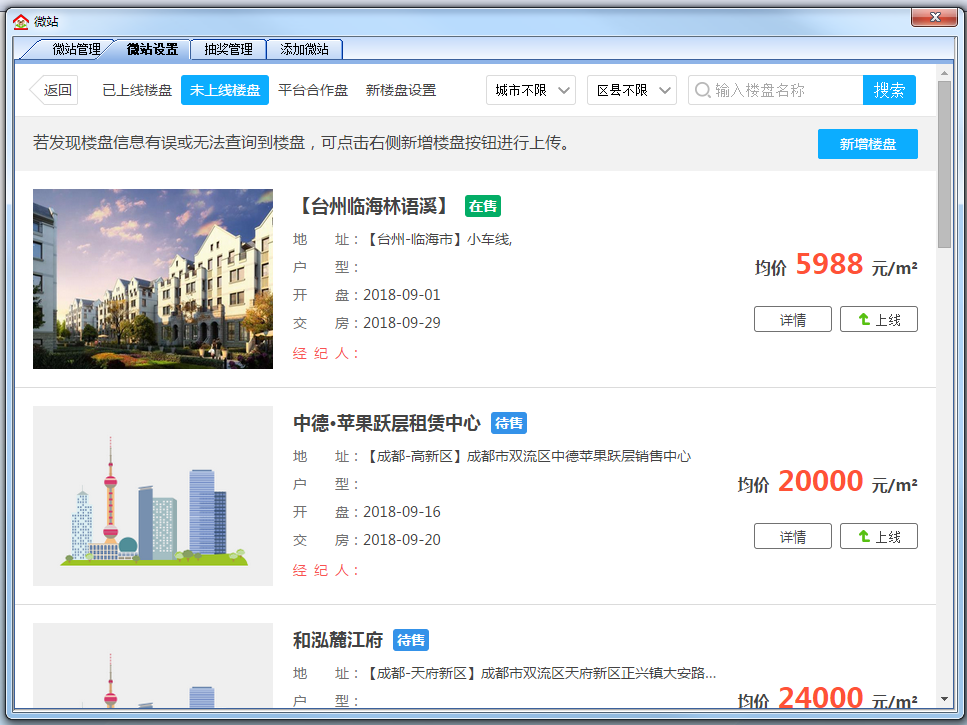 微站
微站管理 微站设置 抽奖管理 添加微站
返回 已上线楼盘 未上线楼盘 平台合作盘 新楼盘设置 城市不限 区县不限 输入楼盘名称 搜索
若发现楼盘信息有误或无法查询到楼盘，可点击右侧新增楼盘按钮进行上传。 新增楼盘
【台州临海林语溪】 在售
地 址：【台州-临海市】小车线,
户 型：
均价 5988 元/m²
开 盘：2018-09-01
交 房：2018-09-29
详情 上线
经 纪 人：
中德·苹果跃层租赁中心 待售
地 址：【成都-高新区】成都市双流区中德苹果跃层销售中心
户 型：
均价 20000 元/m²
开 盘：2018-09-16
交 房：2018-09-20
详情 上线
经 纪 人：
和泓麓江府 待售
地 址：【成都-天府新区】成都市双流区天府新区正兴镇大安路...
户 型：
均价 24000 元/m²